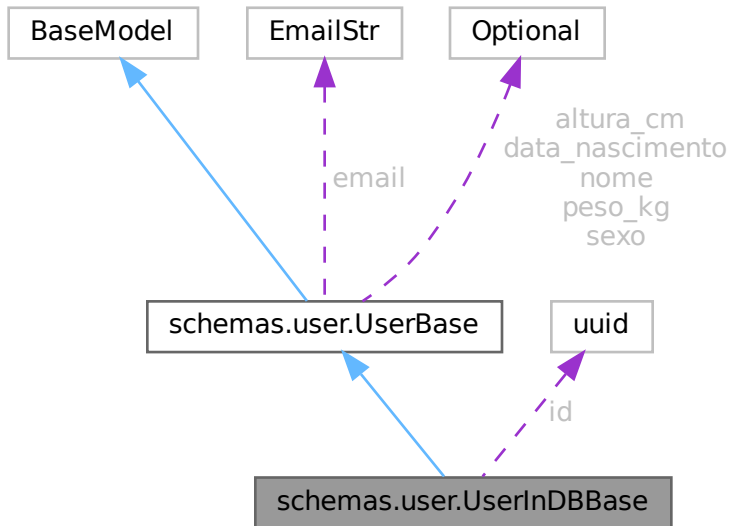 BaseModel
EmailStr
Optional
email
altura_cm
data_nascimento
nome
peso_kg
sexo
schemas.user.UserBase
uuid
id
schemas.user.UserInDBBase